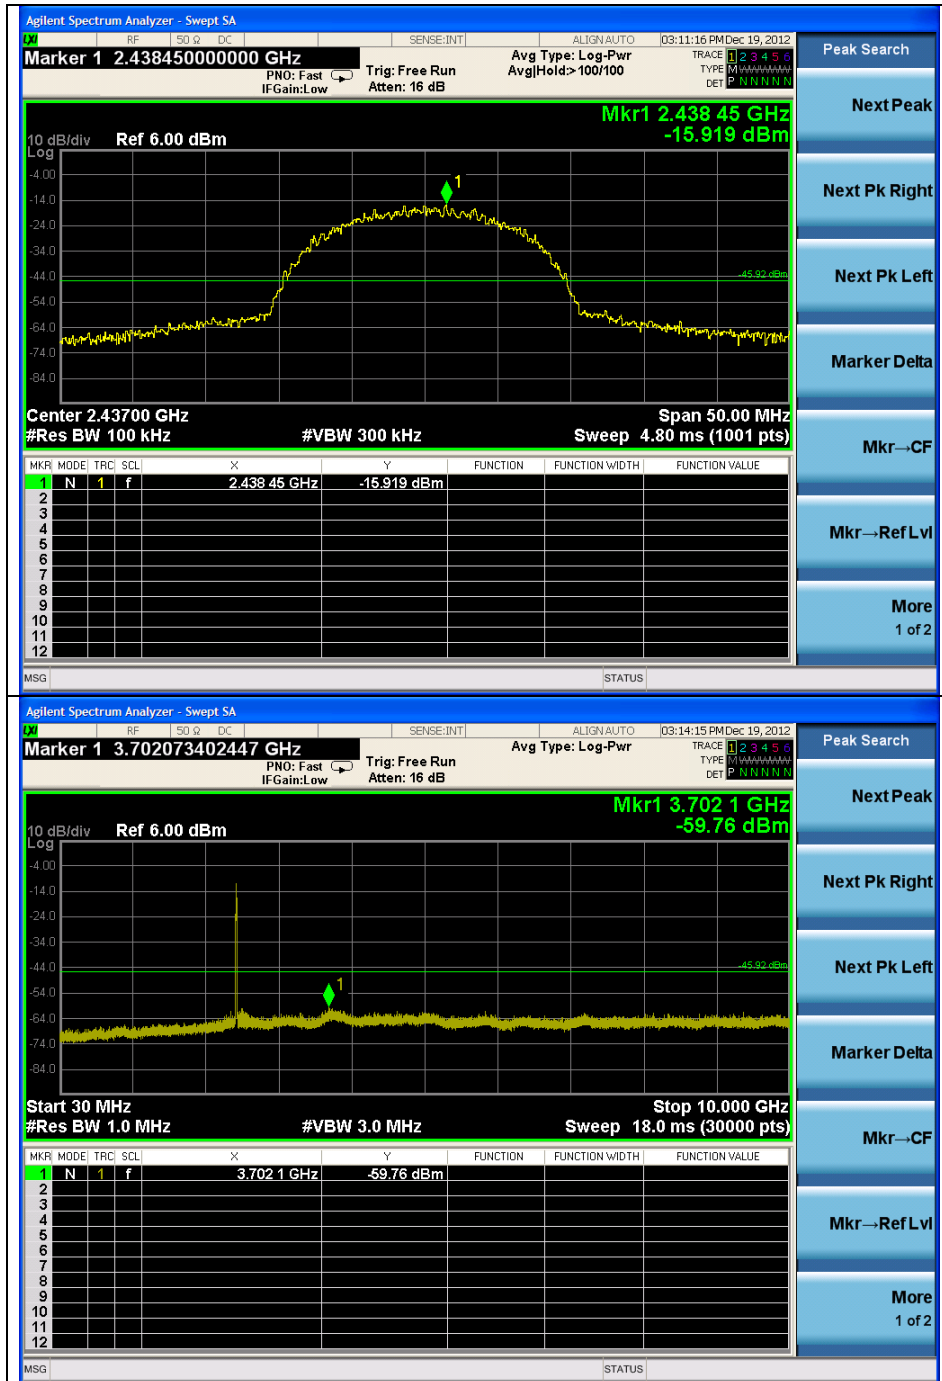 Agilent Spectrum Analyzer - Swept SA
LXI RF 50 Ω DC SENSE:INT ALIGN AUTO 03:11:16 PM Dec 19, 2012
Marker 1 2.438450000000 GHz
PNO: Fast
IFGain:Low
Trig: Free Run
Atten: 16 dB
Avg Type: Log-Pwr
Avg|Hold:>100/100
TRACE 1 2 3 4 5 6
TYPE M
DET P N N N N N
Peak Search
Mkr1 2.438 45 GHz
-15.919 dBm
10 dB/div Ref 6.00 dBm
Log
-4.00
-14.0
-24.0
-34.0
-44.0
-54.0
-64.0
-74.0
-84.0
1
-45.92 dBm
Center 2.43700 GHz Span 50.00 MHz
#Res BW 100 kHz #VBW 300 kHz Sweep 4.80 ms (1001 pts)
MKR MODE TRC SCL X Y FUNCTION FUNCTION WIDTH FUNCTION VALUE
1 N 1 f 2.438 45 GHz -15.919 dBm
2
3
4
5
6
7
8
9
10
11
12
MSG STATUS
Next Peak
Next Pk Right
Next Pk Left
Marker Delta
Mkr→CF
Mkr→Ref Lvl
More
1 of 2
Agilent Spectrum Analyzer - Swept SA
LXI RF 50 Ω DC SENSE:INT ALIGN AUTO 03:14:15 PM Dec 19, 2012
Marker 1 3.702073402447 GHz
PNO: Fast
IFGain:Low
Trig: Free Run
Atten: 16 dB
Avg Type: Log-Pwr
TRACE 1 2 3 4 5 6
TYPE M
DET P N N N N N
Peak Search
Mkr1 3.702 1 GHz
-59.76 dBm
10 dB/div Ref 6.00 dBm
Log
-4.00
-14.0
-24.0
-34.0
-44.0
-54.0
-64.0
-74.0
-84.0
1
-45.92 dBm
Start 30 MHz Stop 10.000 GHz
#Res BW 1.0 MHz #VBW 3.0 MHz Sweep 18.0 ms (30000 pts)
MKR MODE TRC SCL X Y FUNCTION FUNCTION WIDTH FUNCTION VALUE
1 N 1 f 3.702 1 GHz -59.76 dBm
2
3
4
5
6
7
8
9
10
11
12
MSG STATUS
Next Peak
Next Pk Right
Next Pk Left
Marker Delta
Mkr→CF
Mkr→Ref Lvl
More
1 of 2